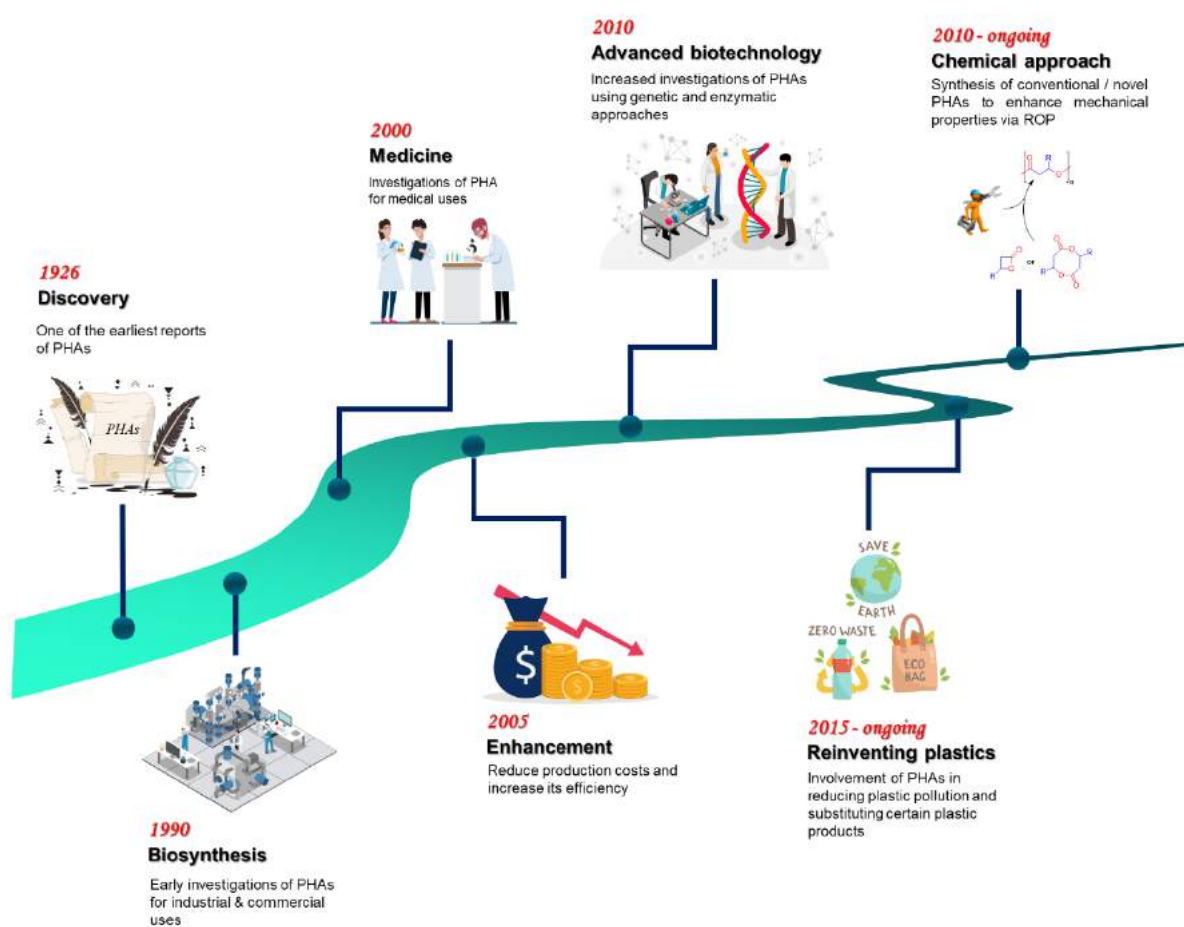 1926
Discovery
One of the earliest reports
of PHAs
PHAs
1990
Biosynthesis
Early investigations of PHAs
for industrial & commercial
uses
2000
Medicine
Investigations of PHA
for medical uses
$
$
2005
Enhancement
Reduce production costs and
increase its efficiency
2010
Advanced biotechnology
Increased investigations of PHAs
using genetic and enzymatic
approaches
SAVE
EARTH
ZERO WASTE
ECO
BAG
2015 - ongoing
Reinventing plastics
Involvement of PHAs in
reducing plastic pollution and
substituting certain plastic
products
2010 - ongoing
Chemical approach
Synthesis of conventional / novel
PHAs to enhance mechanical
properties via ROP
O R
O
n
O
O
R
or
O
O
R
R
O
O